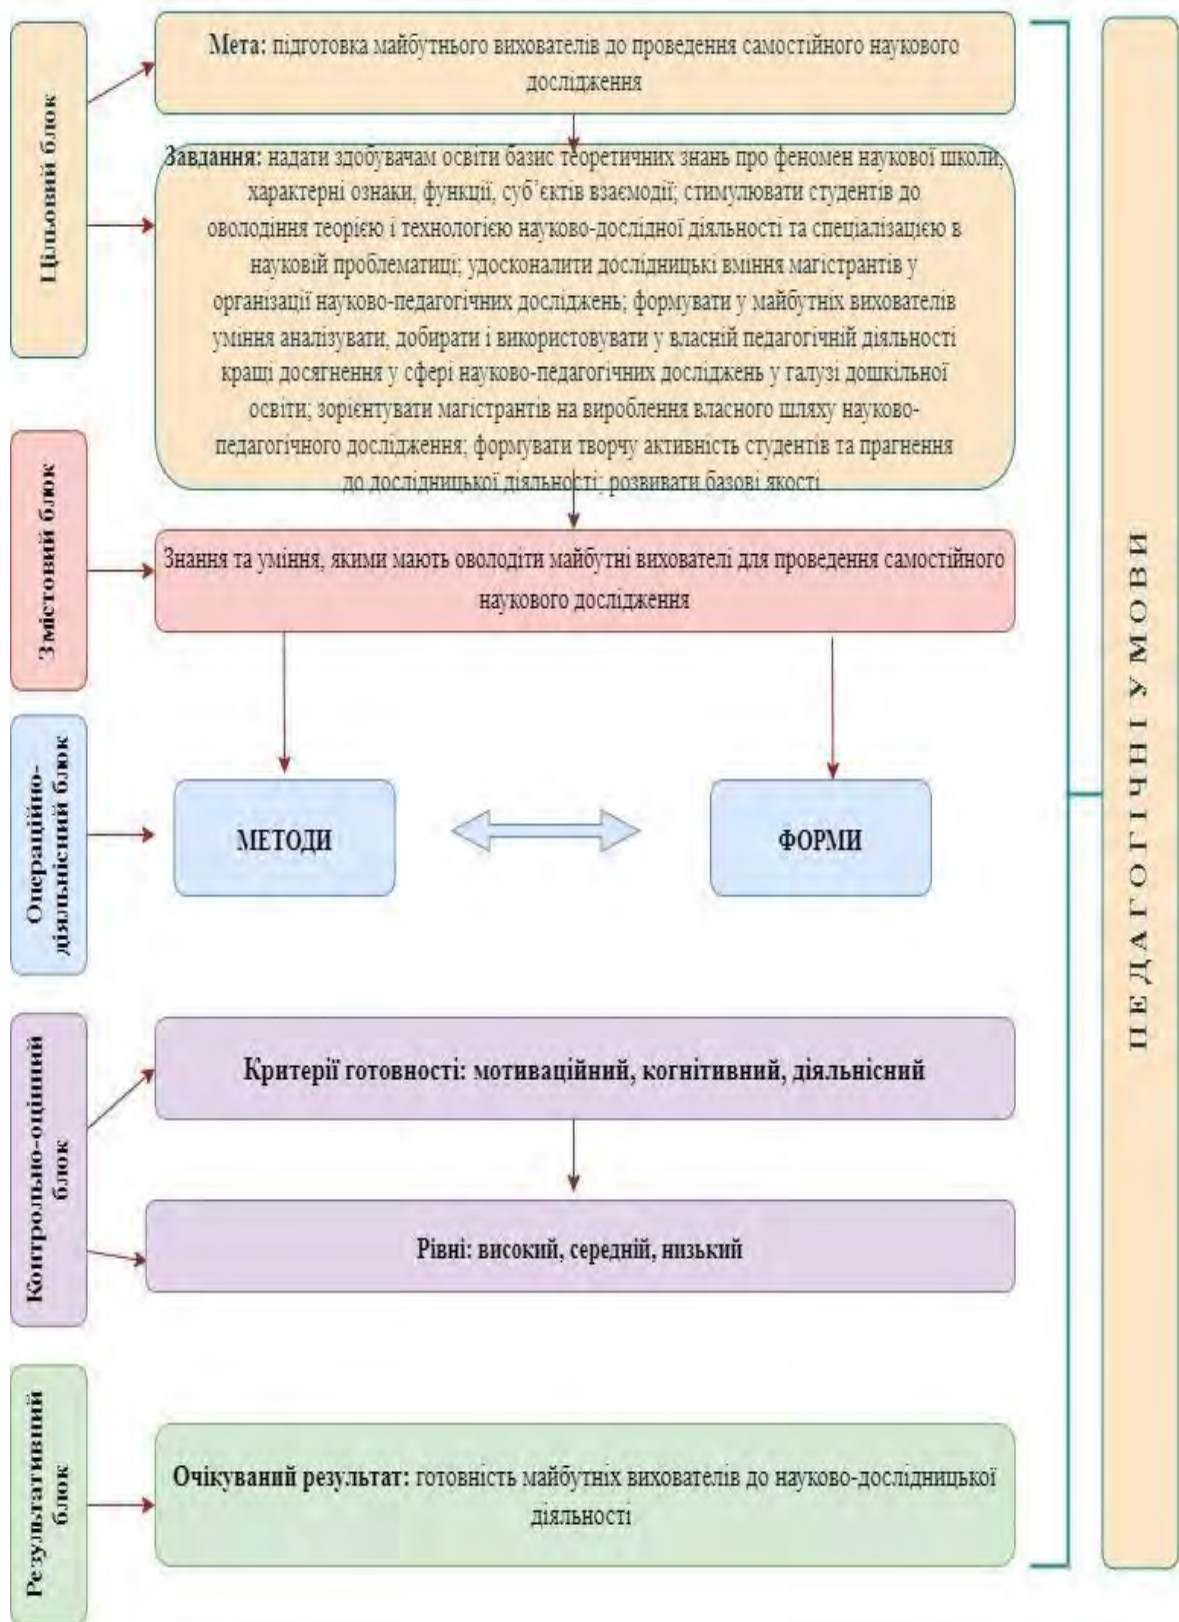 Цільовий блок
Мета: підготовка майбутнього вихователів до проведення самостійного наукового
дослідження
Завдання: надати здобувачам освіти базис теоретичних знань про феномен наукової школи,
характерні ознаки, функції, суб’єктів взаємодії; стимулювати студентів до
оволодіння теорією і технологією науково-дослідної діяльності та спеціалізацією в
науковій проблематиці; удосконалити дослідницькі вміння магістрантів у
організації науково-педагогічних досліджень; формувати у майбутніх вихователів
уміння аналізувати, добирати і використовувати у власній педагогічній діяльності
кращі досягнення у сфері науково-педагогічних досліджень у галузі дошкільної
освіти; зорієнтувати магістрантів на вироблення власного шляху науково-
педагогічного дослідження; формувати творчу активність студентів та прагнення
до дослідницької діяльності; розвивати базові якості
Змістовий блок
Знання та уміння, якими мають оволодіти майбутні вихователі для проведення самостійного
наукового дослідження
Операційно-
діяльнісний блок
МЕТОДИ
ФОРМИ
Контрольно-оцінний
блок
Критерії готовності: мотиваційний, когнітивний, діяльнісний
Рівні: високий, середній, низький
Результативний
блок
Очікуваний результат: готовність майбутніх вихователів до науково-дослідницької
діяльності
ПЕДАГОГІЧНІ УМОВИ